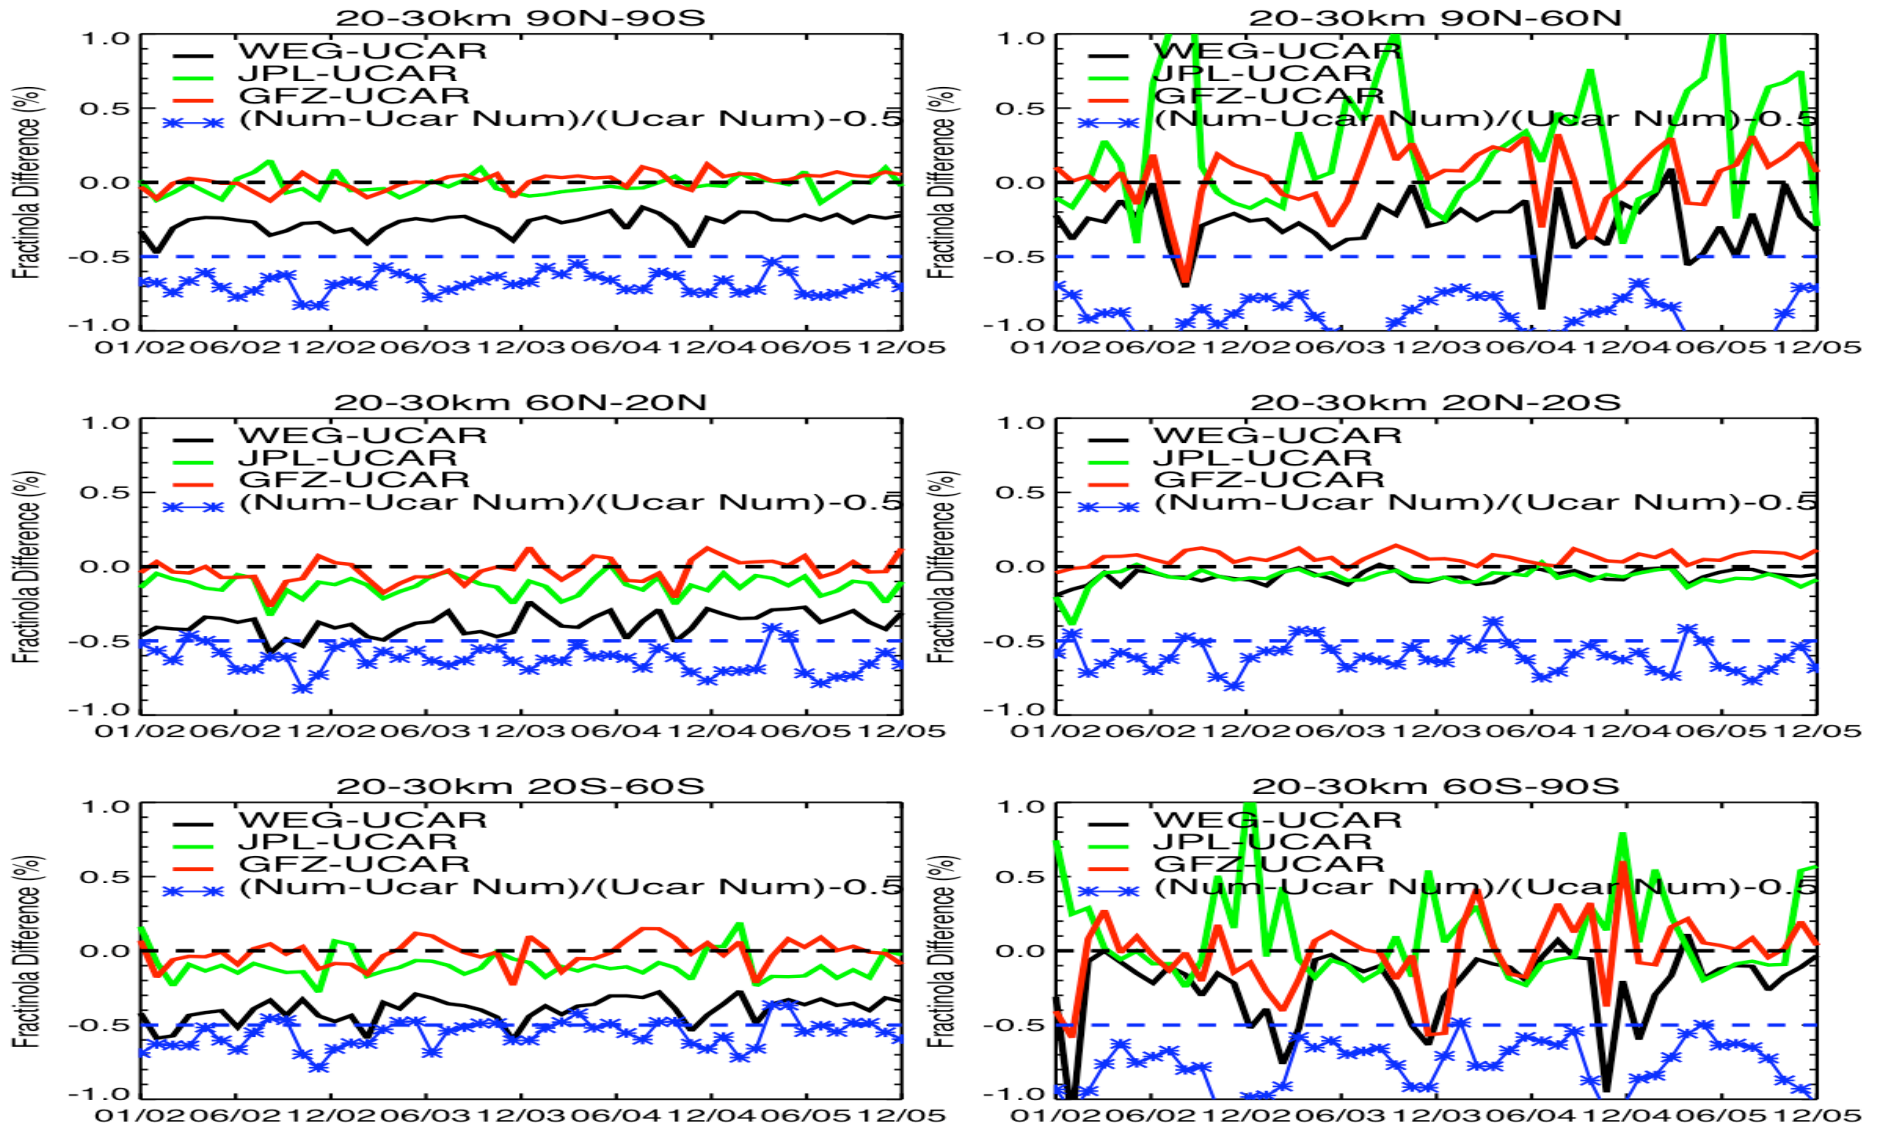 20-30km 90N-90S
Fractinola Difference (%)
1.0
0.5
0.0
-0.5
-1.0
WEG-UCAR
JPL-UCAR
GFZ-UCAR
(Num-Ucar Num)/(Ucar Num)-0.5
01/02 06/02 12/02 06/03 12/03 06/04 12/04 06/05 12/05
20-30km 90N-60N
Fractinola Difference (%)
1.0
0.5
0.0
-0.5
-1.0
WEG-UCAR
JPL-UCAR
GFZ-UCAR
(Num-Ucar Num)/(Ucar Num)-0.5
01/02 06/02 12/02 06/03 12/03 06/04 12/04 06/05 12/05
20-30km 60N-20N
Fractinola Difference (%)
1.0
0.5
0.0
-0.5
-1.0
WEG-UCAR
JPL-UCAR
GFZ-UCAR
(Num-Ucar Num)/(Ucar Num)-0.5
01/02 06/02 12/02 06/03 12/03 06/04 12/04 06/05 12/05
20-30km 20N-20S
Fractinola Difference (%)
1.0
0.5
0.0
-0.5
-1.0
WEG-UCAR
JPL-UCAR
GFZ-UCAR
(Num-Ucar Num)/(Ucar Num)-0.5
01/02 06/02 12/02 06/03 12/03 06/04 12/04 06/05 12/05
20-30km 20S-60S
Fractinola Difference (%)
1.0
0.5
0.0
-0.5
-1.0
WEG-UCAR
JPL-UCAR
GFZ-UCAR
(Num-Ucar Num)/(Ucar Num)-0.5
01/02 06/02 12/02 06/03 12/03 06/04 12/04 06/05 12/05
20-30km 60S-90S
Fractinola Difference (%)
1.0
0.5
0.0
-0.5
-1.0
WEG-UCAR
JPL-UCAR
GFZ-UCAR
(Num-Ucar Num)/(Ucar Num)-0.5
01/02 06/02 12/02 06/03 12/03 06/04 12/04 06/05 12/05